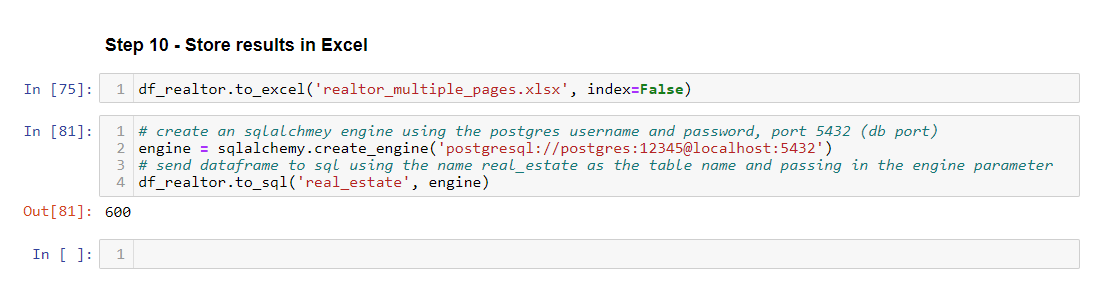 Step 10 - Store results in Excel
In [75]: 1 df_realtor.to_excel('realtor_multiple_pages.xlsx', index=False)
In [81]: 1 # create an sqlalchmey engine using the postgres username and password, port 5432 (db port)
2 engine = sqlalchemy.create_engine('postgresql://postgres:12345@localhost:5432')
3 # send dataframe to sql using the name real_estate as the table name and passing in the engine parameter
4 df_realtor.to_sql('real_estate', engine)
Out[81]: 600
In [ ]: 1